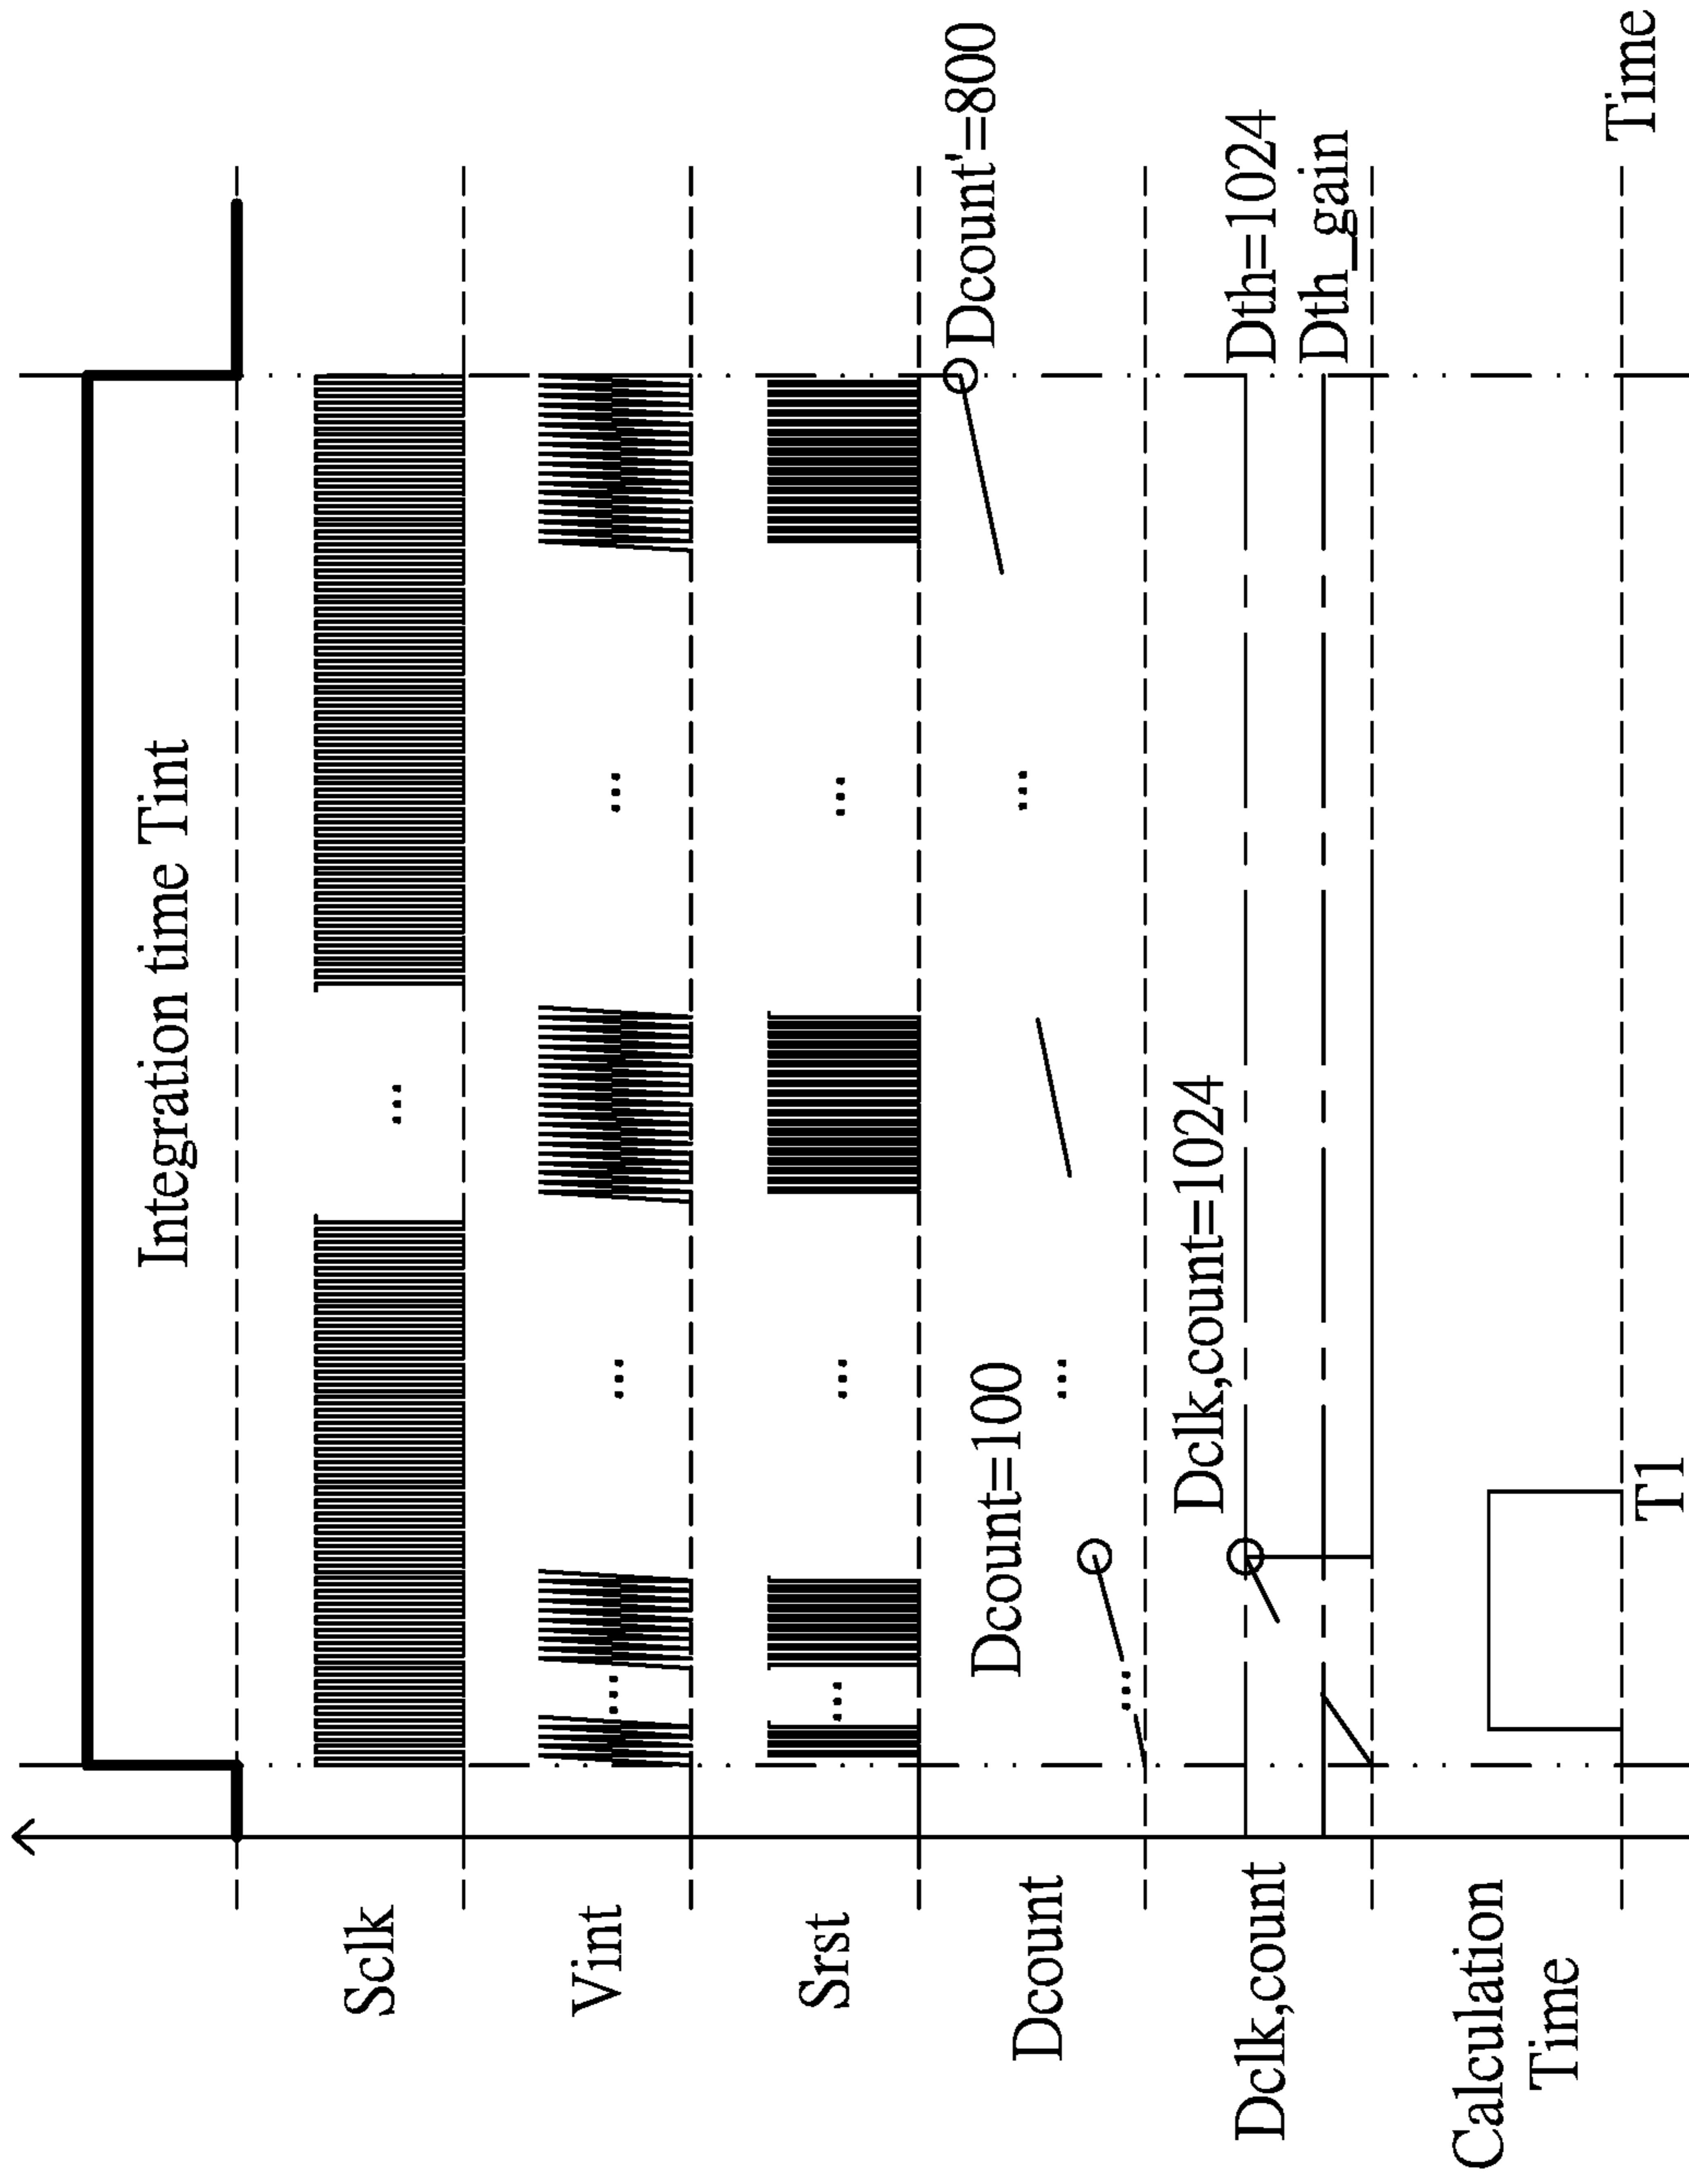 Integration time Tint
Sclk
...
Vint
... ... ...
Srst
... ... ...
Dcount'=800
Dcount=100
Dcount
... ... ...
Dclk,count=1024
Dth=1024
Dclk,count
Dth_gain
Calculation
Time
T1
Time